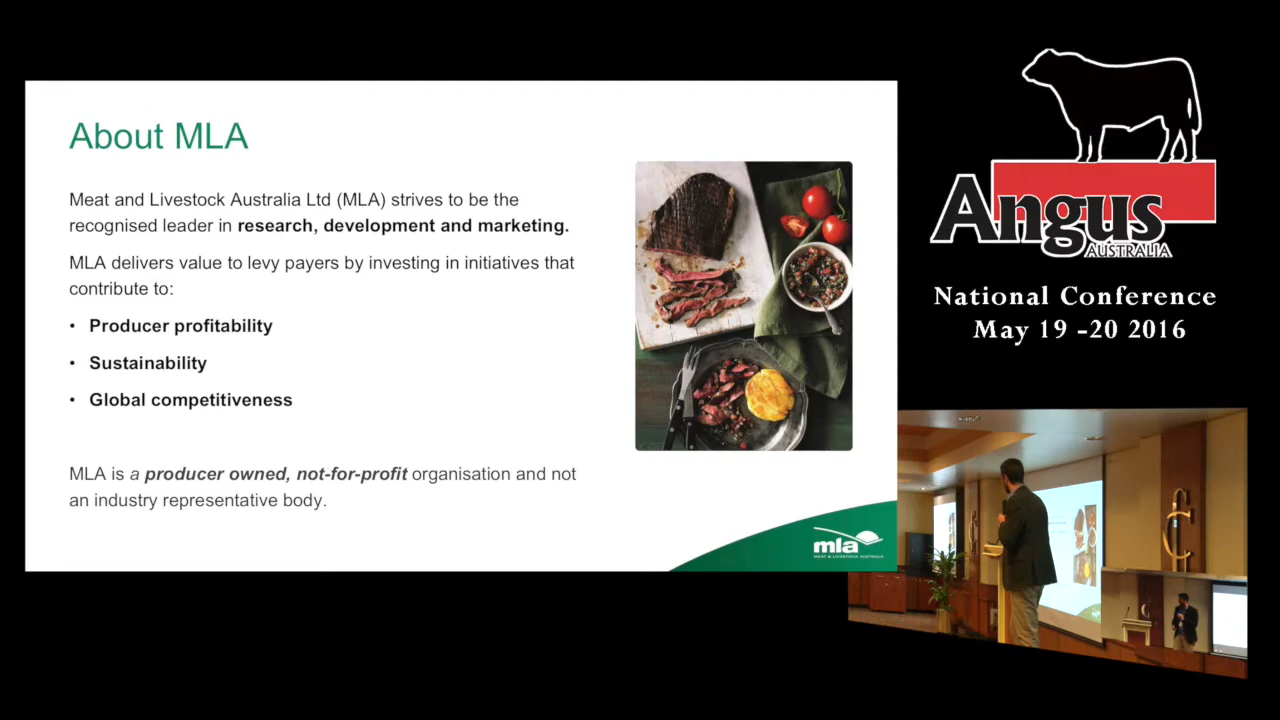 About MLA
Meat and Livestock Australia Ltd (MLA) strives to be the
recognised leader in research, development and marketing.
MLA delivers value to levy payers by investing in initiatives that
contribute to:
• Producer profitability
• Sustainability
• Global competitiveness
MLA is a producer owned, not-for-profit organisation and not
an industry representative body.
mla
MEAT & LIVESTOCK AUSTRALIA
Angus
AUSTRALIA
National Conference
May 19 -20 2016